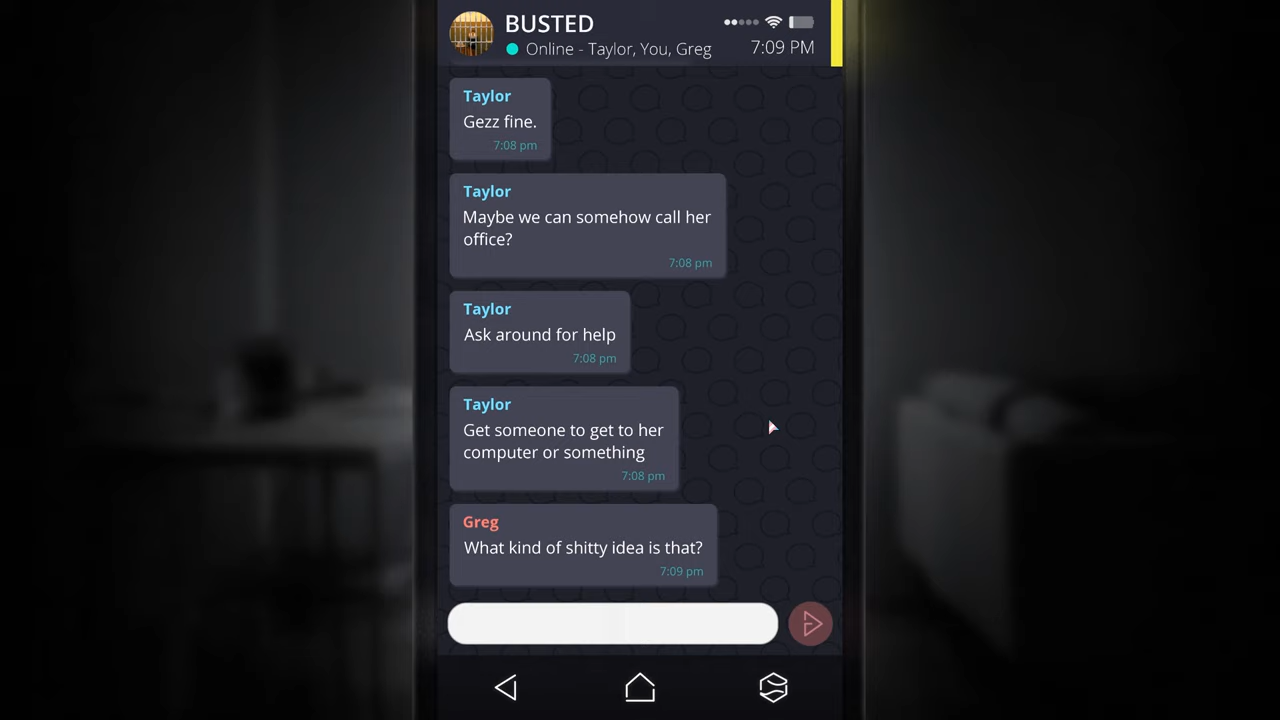 BUSTED
Online - Taylor, You, Greg
7:09 PM
Taylor
Gezz fine.
7:08 pm
Taylor
Maybe we can somehow call her
office?
7:08 pm
Taylor
Ask around for help
7:08 pm
Taylor
Get someone to get to her
computer or something
7:08 pm
Greg
What kind of shitty idea is that?
7:09 pm